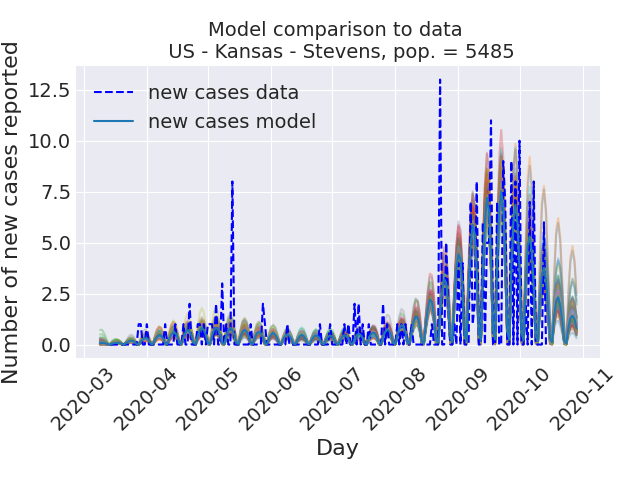 Model comparison to data
US - Kansas - Stevens, pop. = 5485
new cases data
new cases model
Number of new cases reported
12.5
10.0
7.5
5.0
2.5
0.0
2020-03
2020-04
2020-05
2020-06
2020-07
2020-08
2020-09
2020-10
2020-11
Day